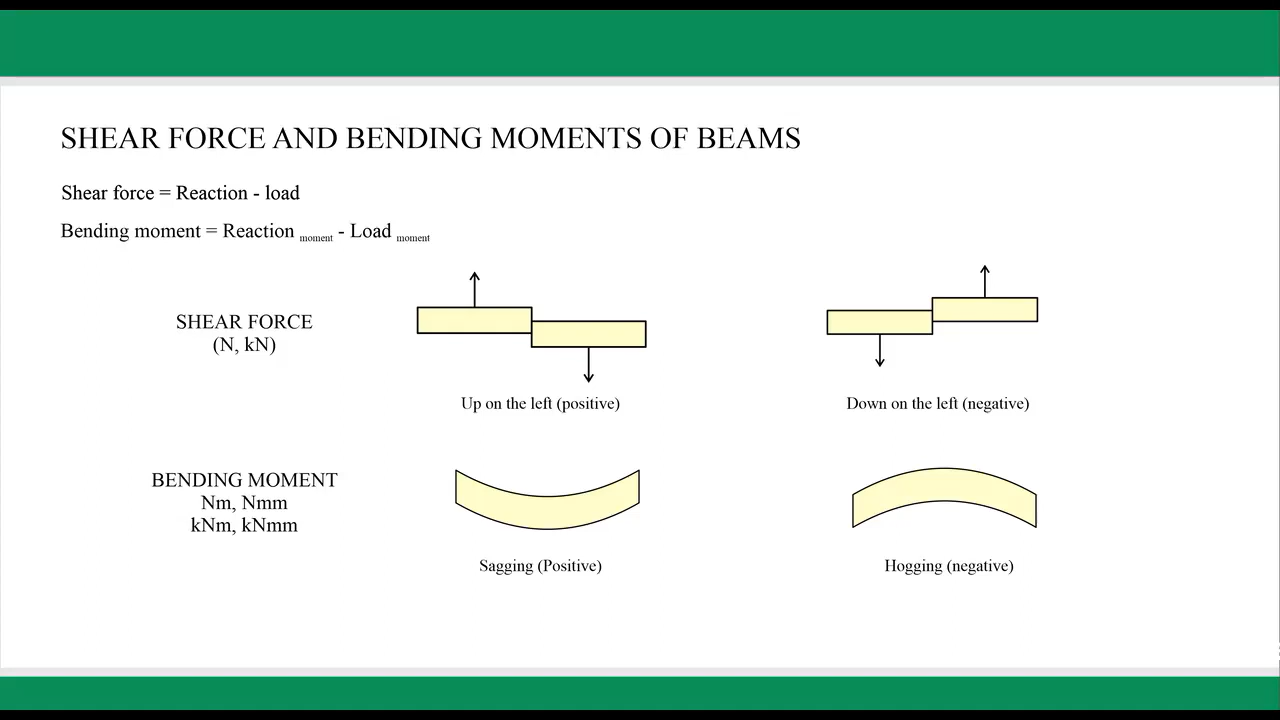 SHEAR FORCE AND BENDING MOMENTS OF BEAMS
Shear force = Reaction - load
Bending moment = Reaction moment - Load moment
SHEAR FORCE
(N, kN)
Up on the left (positive)
Down on the left (negative)
BENDING MOMENT
Nm, Nmm
kNm, kNmm
Sagging (Positive)
Hogging (negative)